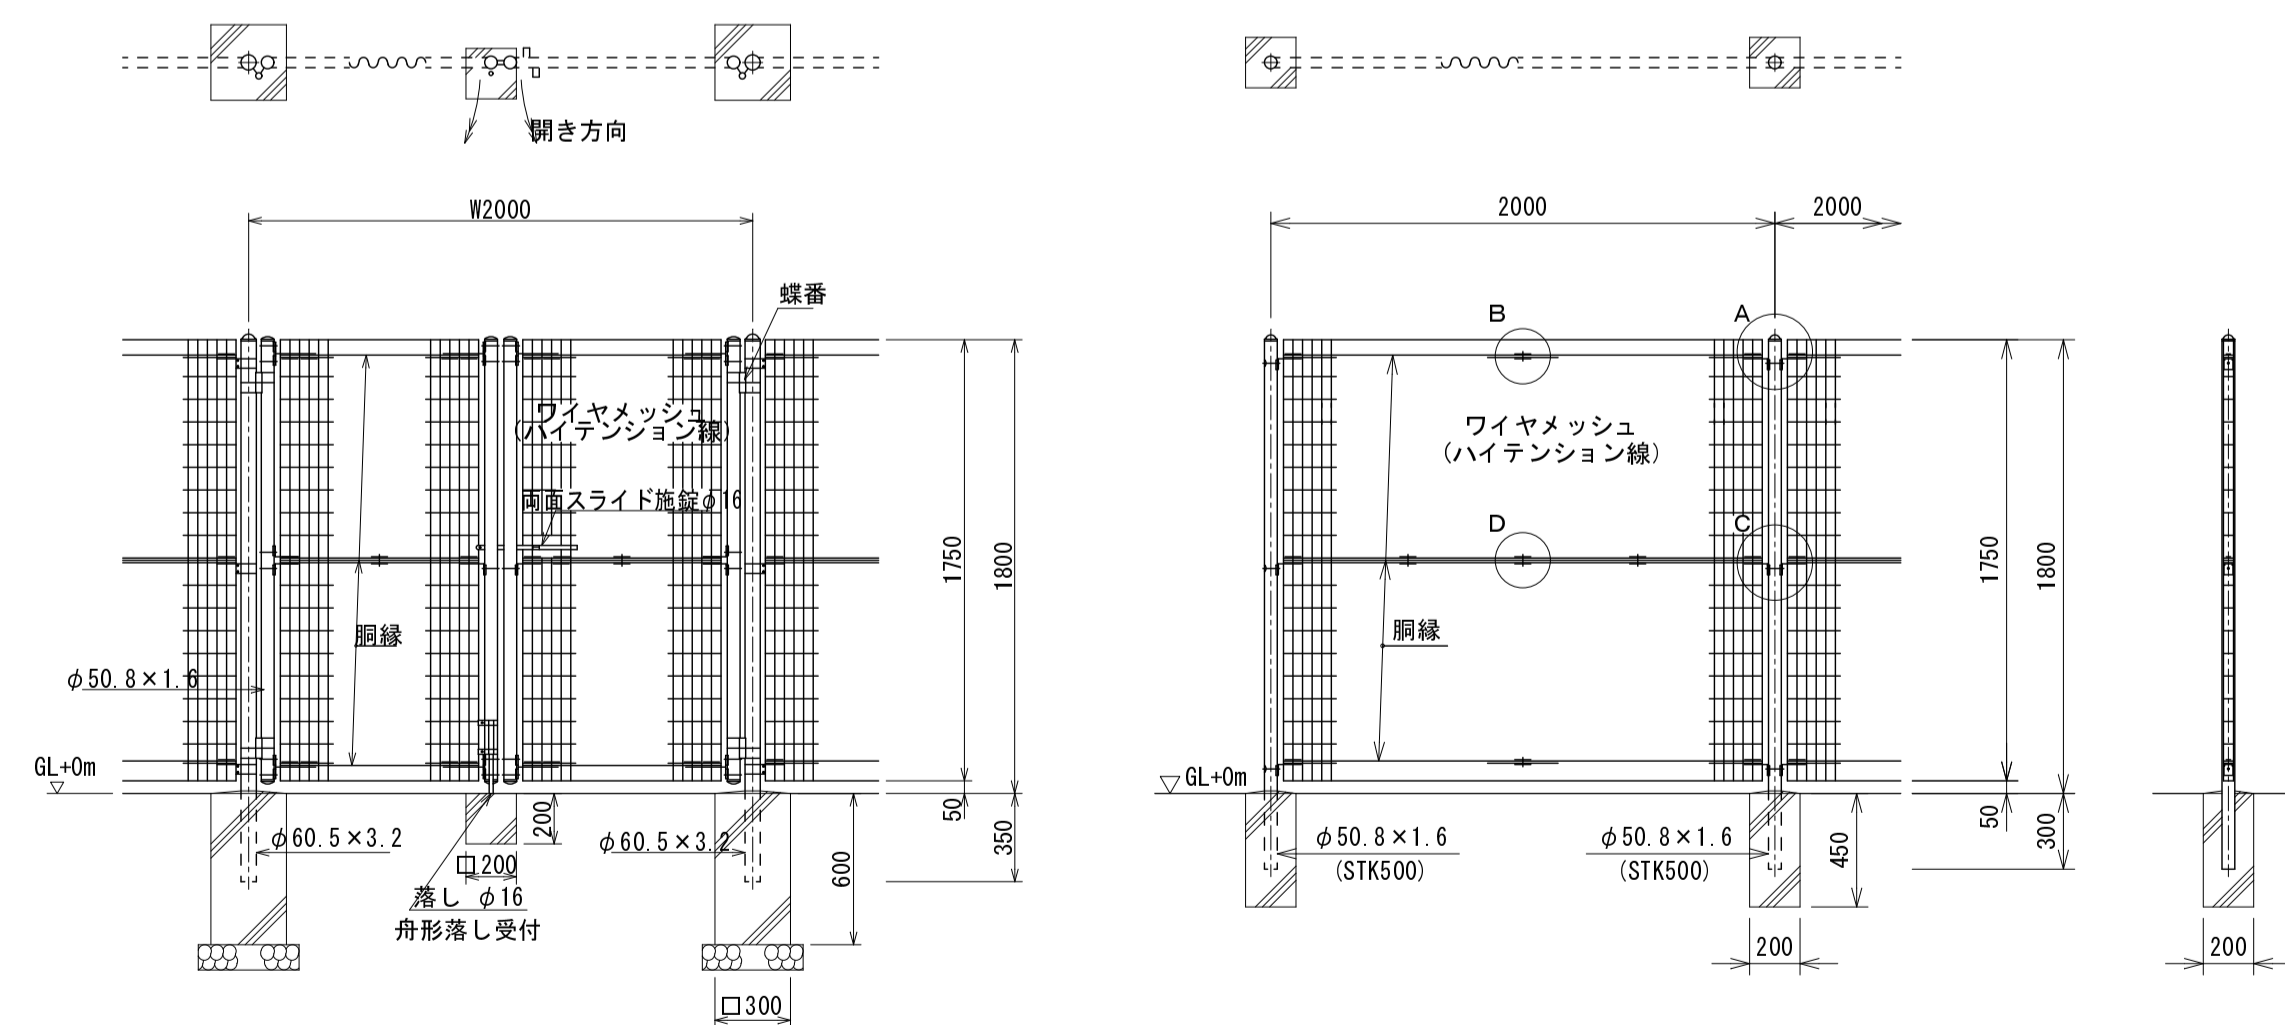 開き方向
W2000
2000
2000
蝶番
B
A
ワイヤメッシュ
(ハイテンション線)
ワイヤメッシュ
(ハイテンション線)
両面スライド施錠φ16
D
C
1750
1800
1750
1800
胴縁
胴縁
φ50.8×1.6
GL+0m
GL+0m
φ60.5×3.2
200
φ60.5×3.2
50
350
φ50.8×1.6
(STK500)
φ50.8×1.6
(STK500)
450
50
300
□200
600
落し φ16
舟形落し受付
200
200
□300